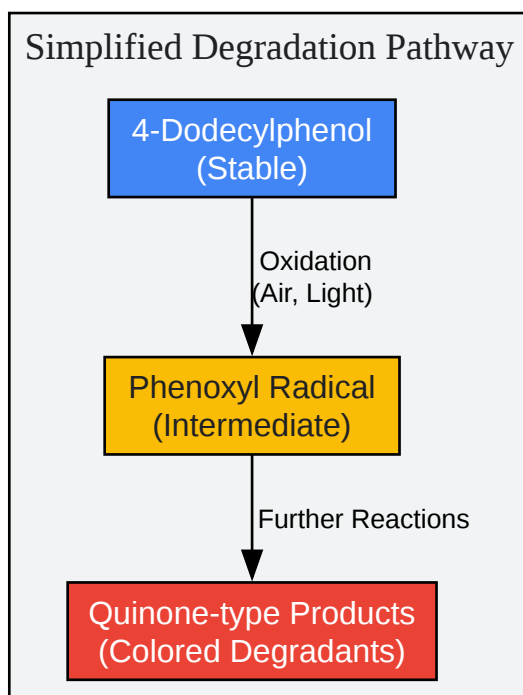 Simplified Degradation Pathway
4-Dodecylphenol
(Stable)
Oxidation
(Air, Light)
Phenoxyl Radical
(Intermediate)
Further Reactions
Quinone-type Products
(Colored Degradants)